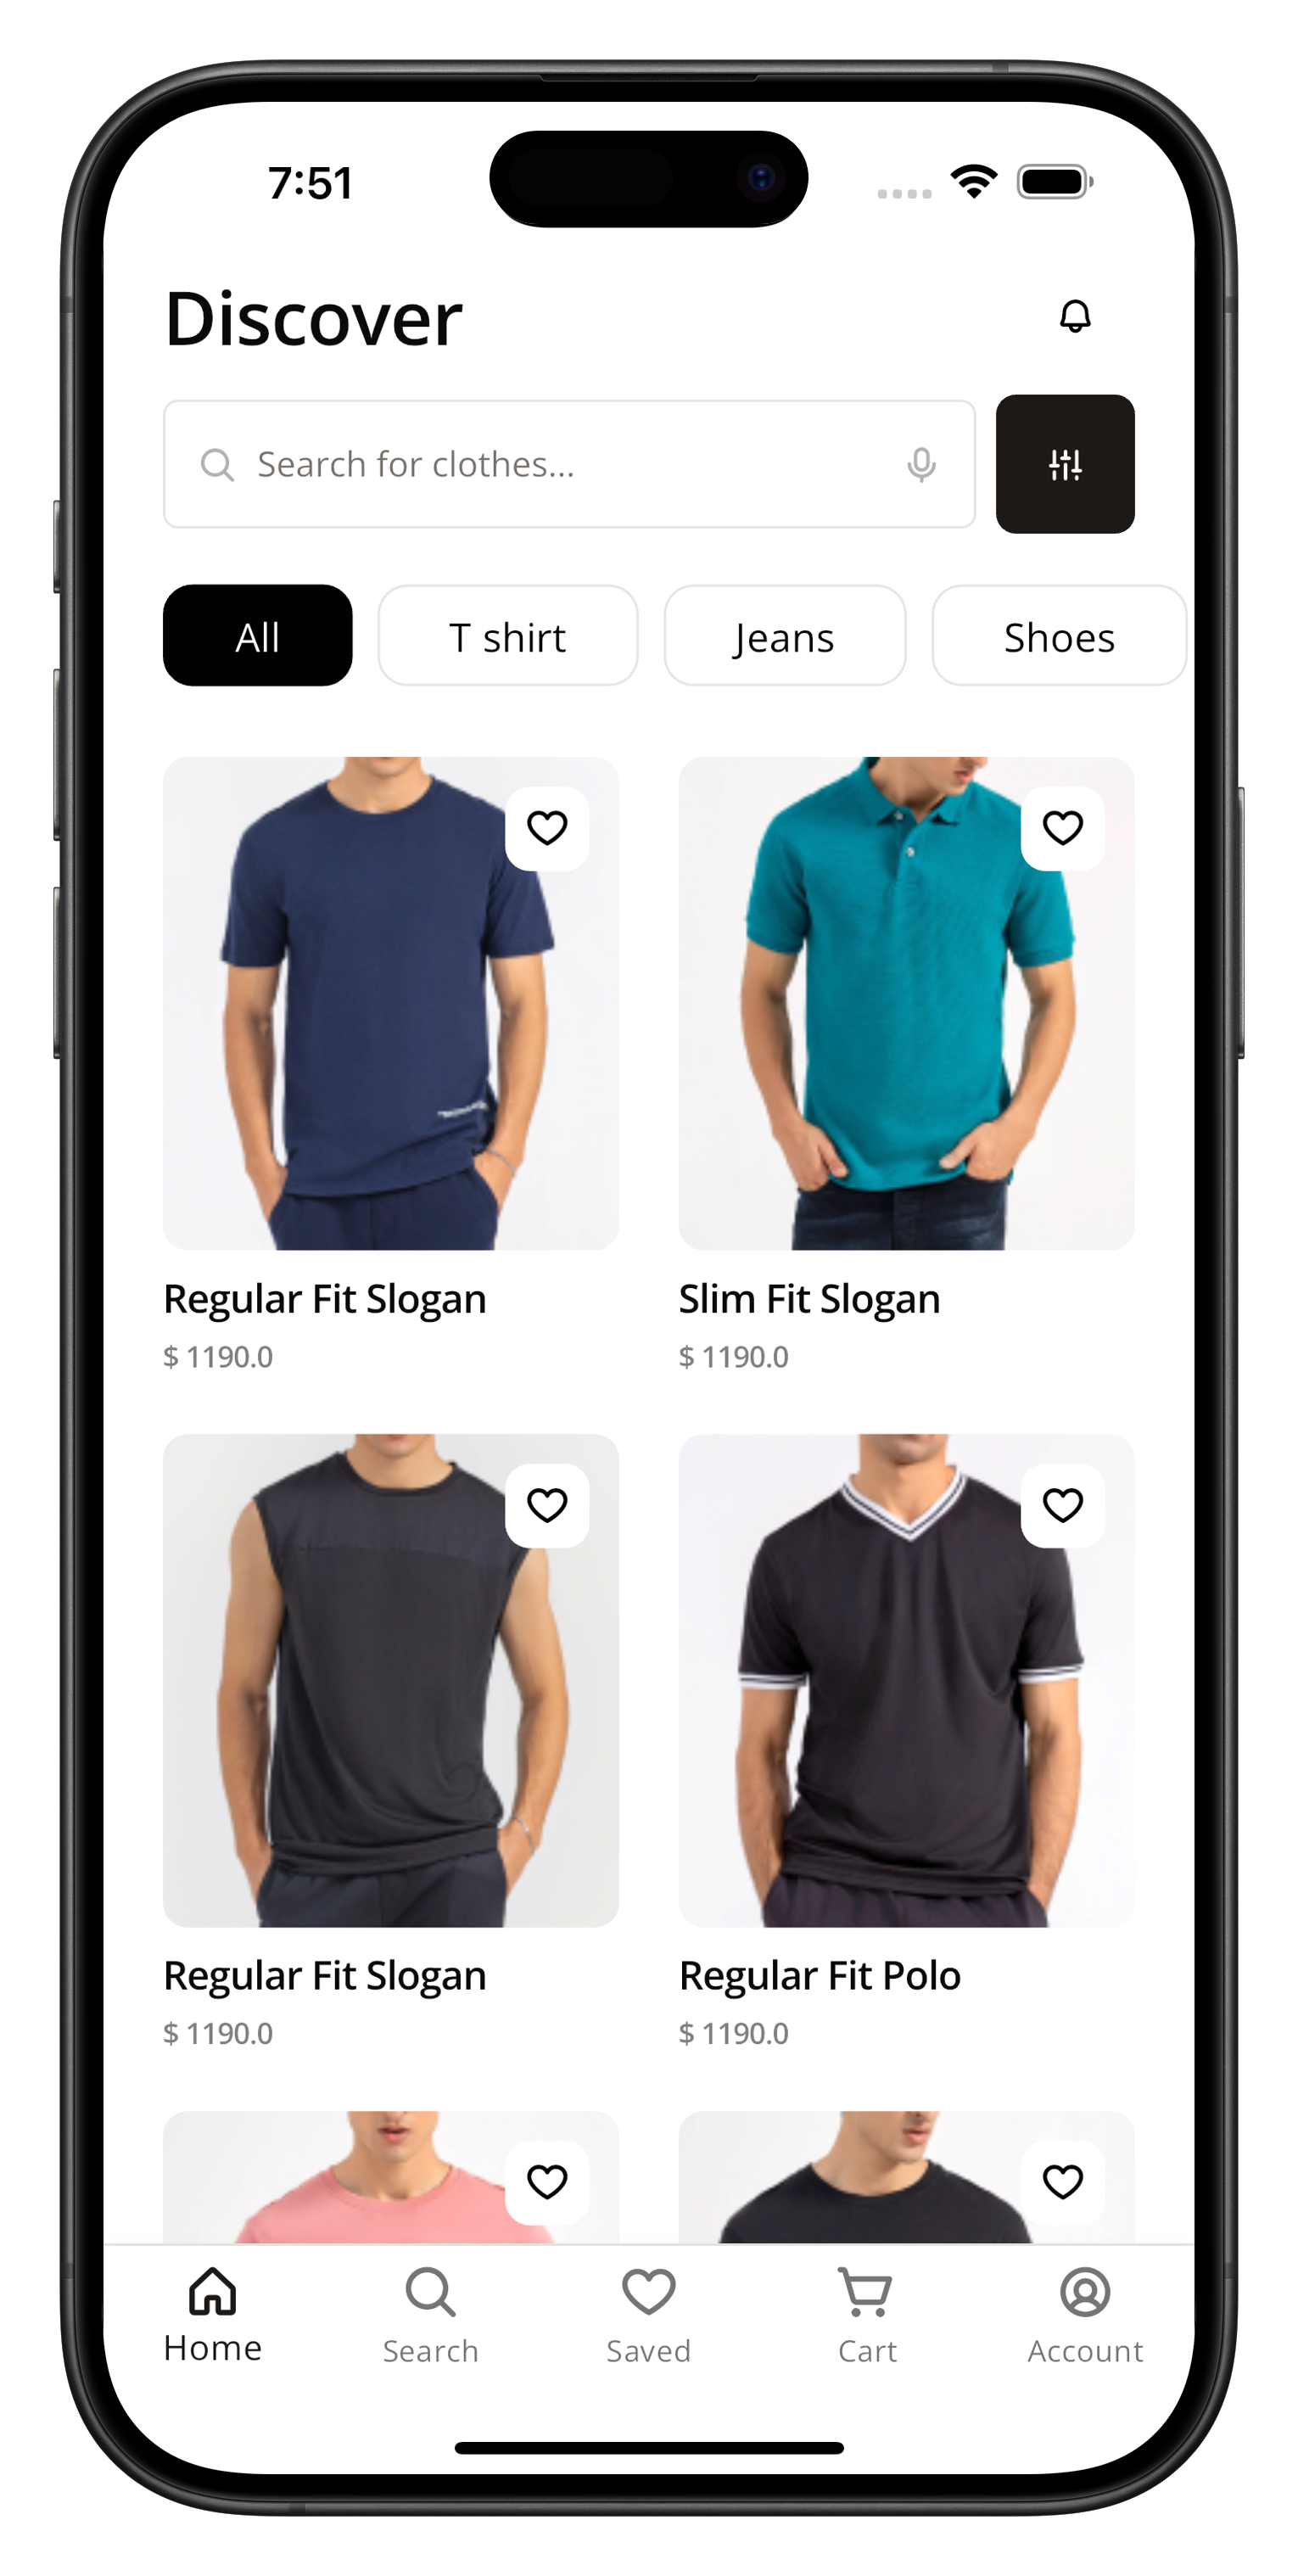 7:51
Discover
Search for clothes...
All
T shirt
Jeans
Shoes
Regular Fit Slogan
Slim Fit Slogan
$ 1190.0
$ 1190.0
Regular Fit Slogan
Regular Fit Polo
$ 1190.0
$ 1190.0
Home
Search
Saved
Cart
Account